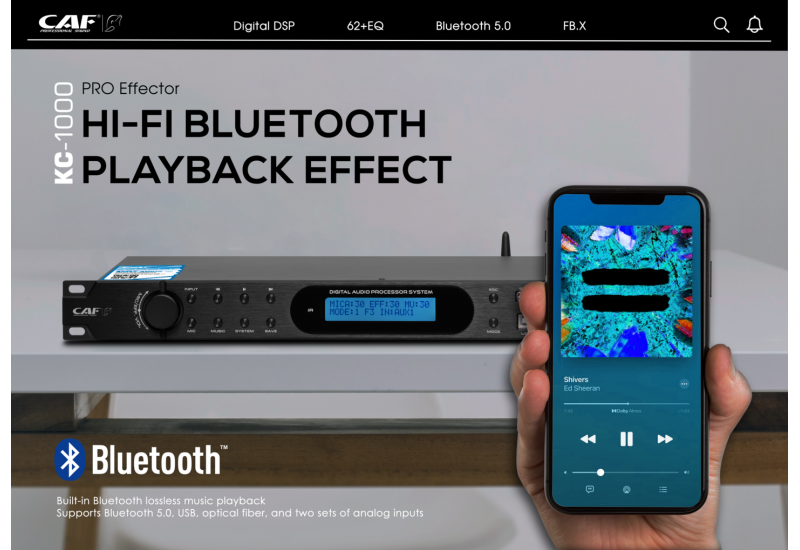 CAF
PROFESSIONAL SOUND
Digital DSP
62+EQ
Bluetooth 5.0
FB.X
KC-1000
PRO Effector
HI-FI BLUETOOTH
PLAYBACK EFFECT
INPUT
ESC
DIGITAL AUDIO PROCESSOR SYSTEM
MICA:30 EFF:30 MU:30
MODE:1 F3 IN:AUX1
IR
CAF
MIC
MUSIC
SYSTEM
SAVE
MODE
Shivers
Ed Sheeran
Dolby Atmos
Bluetooth™
Built-in Bluetooth lossless music playback
Supports Bluetooth 5.0, USB, optical fiber, and two sets of analog inputs